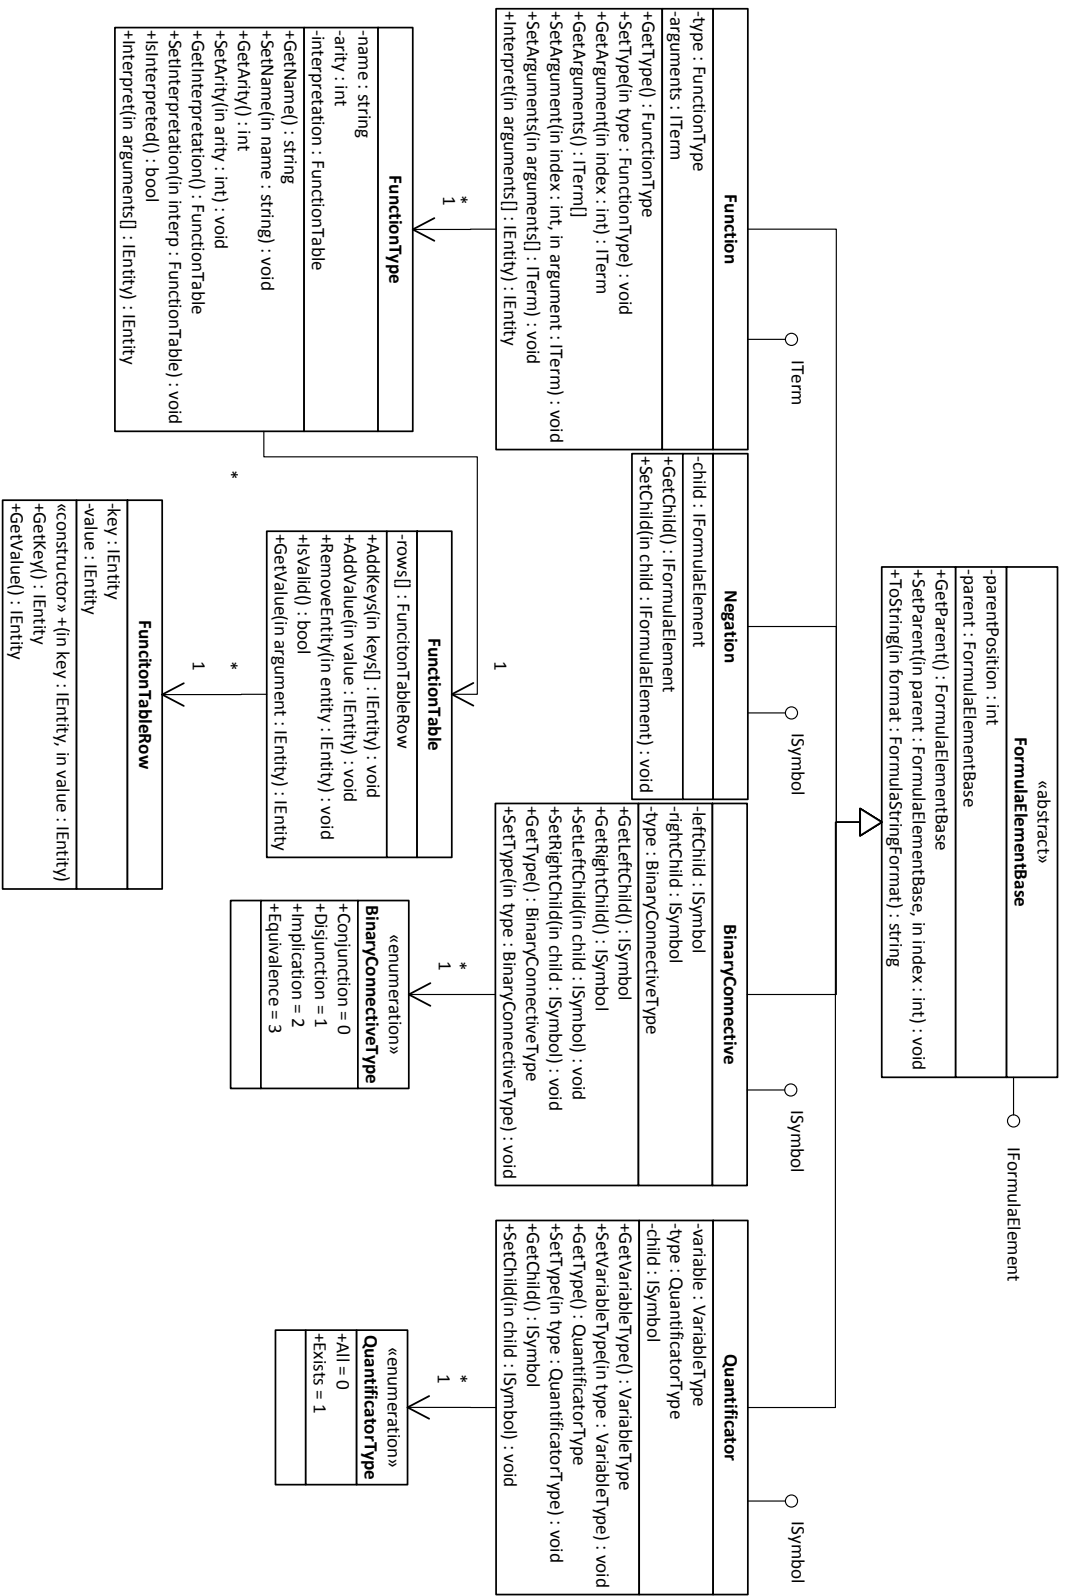 «abstract»
FormulaElementBase
-parentPosition : int
-parent : FormulaElementBase
+GetParent() : FormulaElementBase
+SetParent(in parent : FormulaElementBase, in index : int) : void
+ToString(in format : FormulaStringFormat) : string
IFormulaElement
ITerm
Function
-type : FunctionType
-arguments : ITerm
+GetType() : FunctionType
+SetType(in type : FunctionType) : void
+GetArgument(in index : int) : ITerm
+GetArguments() : ITerm[]
+SetArgument(in index : int, in argument : ITerm) : void
+SetArguments(in arguments[] : ITerm) : void
+Interpret(in arguments[] : IEntity) : IEntity
ISymbol
Negation
-child : IFormulaElement
+GetChild() : IFormulaElement
+SetChild(in child : IFormulaElement) : void
ISymbol
BinaryConnective
-leftChild : ISymbol
-rightChild : ISymbol
-type : BinaryConnectiveType
+GetLeftChild() : ISymbol
+GetRightChild() : ISymbol
+SetLeftChild(in child : ISymbol) : void
+SetRightChild(in child : ISymbol) : void
+GetType() : BinaryConnectiveType
+SetType(in type : BinaryConnectiveType) : void
ISymbol
Quantificator
-variable : VariableType
-type : QuantificatorType
-child : ISymbol
+GetVariableType() : VariableType
+SetVariableType(in type : VariableType) : void
+GetType() : QuantificatorType
+SetType(in type : QuantificatorType) : void
+GetChild() : ISymbol
+SetChild(in child : ISymbol) : void
*
1
FunctionType
-name : string
-arity : int
-interpretation : FunctionTable
+GetName() : string
+SetName(in name : string) : void
+GetArity() : int
+SetArity(in arity : int) : void
+GetInterpretation() : FunctionTable
+SetInterpretation(in interp : FunctionTable) : void
+IsInterpreted() : bool
+Interpret(in arguments[] : IEntity) : IEntity
*
1
FunctionTable
-rows[] : FuncitonTableRow
+AddKeys(in keys[] : IEntity) : void
+AddValue(in value : IEntity) : void
+RemoveEntity(in entity : IEntity) : void
+IsValid() : bool
+GetValue(in argument : IEntity) : IEntity
*
1
FuncitonTableRow
-key : IEntity
-value : IEntity
«constructor» +(in key : IEntity, in value : IEntity)
+GetKey() : IEntity
+GetValue() : IEntity
*
1
«enumeration»
BinaryConnectiveType
+Conjunction = 0
+Disjunction = 1
+Implication = 2
+Equivalence = 3
*
1
«enumeration»
QuantificatorType
+All = 0
+Exists = 1